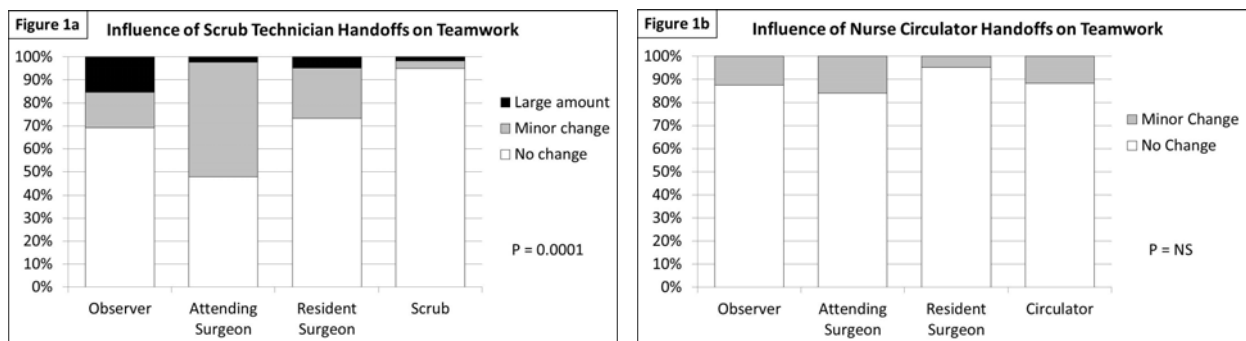 Figure 1a
Influence of Scrub Technician Handoffs on Teamwork
100%
90%
80%
70%
60%
50%
40%
30%
20%
10%
0%
Observer
Attending
Surgeon
Resident
Surgeon
Scrub
Large amount
Minor change
No change
P = 0.0001
Figure 1b
Influence of Nurse Circulator Handoffs on Teamwork
100%
90%
80%
70%
60%
50%
40%
30%
20%
10%
0%
Observer
Attending
Surgeon
Resident
Surgeon
Circulator
Minor Change
No Change
P = NS